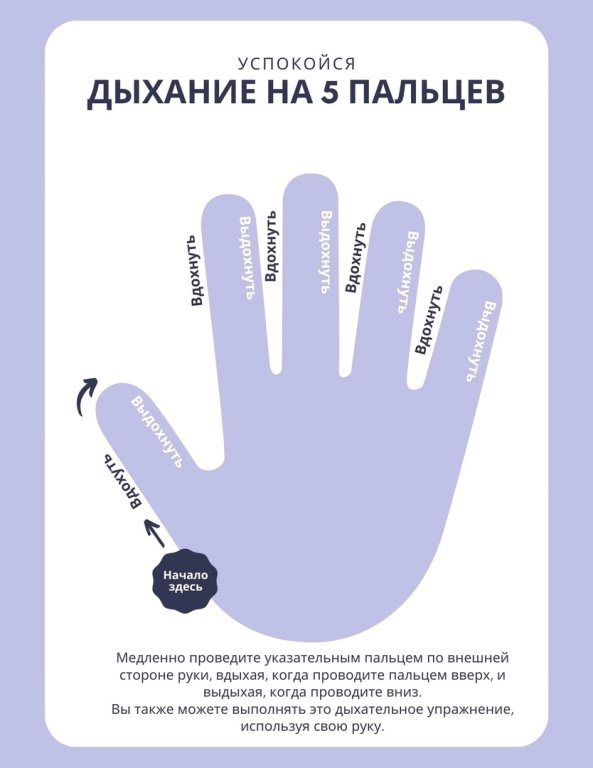 УСПОКОЙСЯ
ДЫХАНИЕ НА 5 ПАЛЬЦЕВ
Вдохуть
Выдохнуть
Вдохнуть
Выдохнуть
Вдохнуть
Выдохнуть
Вдохнуть
Выдохнуть
Вдохнуть
Выдохнуть
Начало
здесь
Медленно проведите указательным пальцем по внешней
стороне руки, вдыхая, когда проводите пальцем вверх, и
выдыхая, когда проводите вниз.
Вы также можете выполнять это дыхательное упражнение,
используя свою руку.